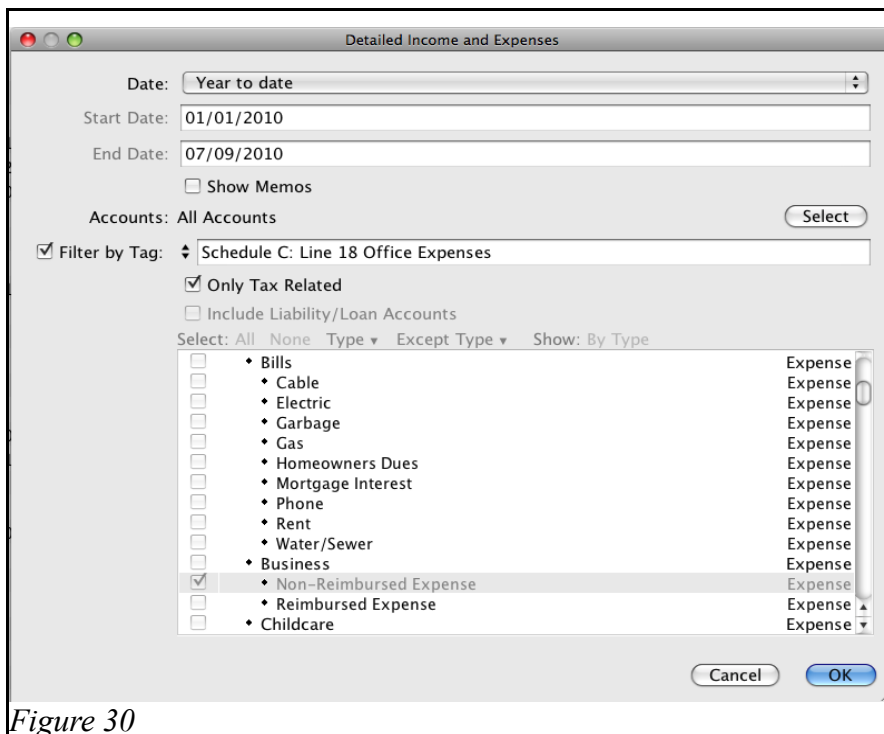 Detailed Income and Expenses
Date: Year to date
Start Date: 01/01/2010
End Date: 07/09/2010
Show Memos
Accounts: All Accounts Select
Filter by Tag: Schedule C: Line 18 Office Expenses
Only Tax Related
Include Liability/Loan Accounts
Select: All None Type ▾ Except Type ▾ Show: By Type
Bills Expense
Cable Expense
Electric Expense
Garbage Expense
Gas Expense
Homeowners Dues Expense
Mortgage Interest Expense
Phone Expense
Rent Expense
Water/Sewer Expense
Business Expense
Non-Reimbursed Expense Expense
Reimbursed Expense Expense
Childcare Expense
Cancel OK
Figure 30